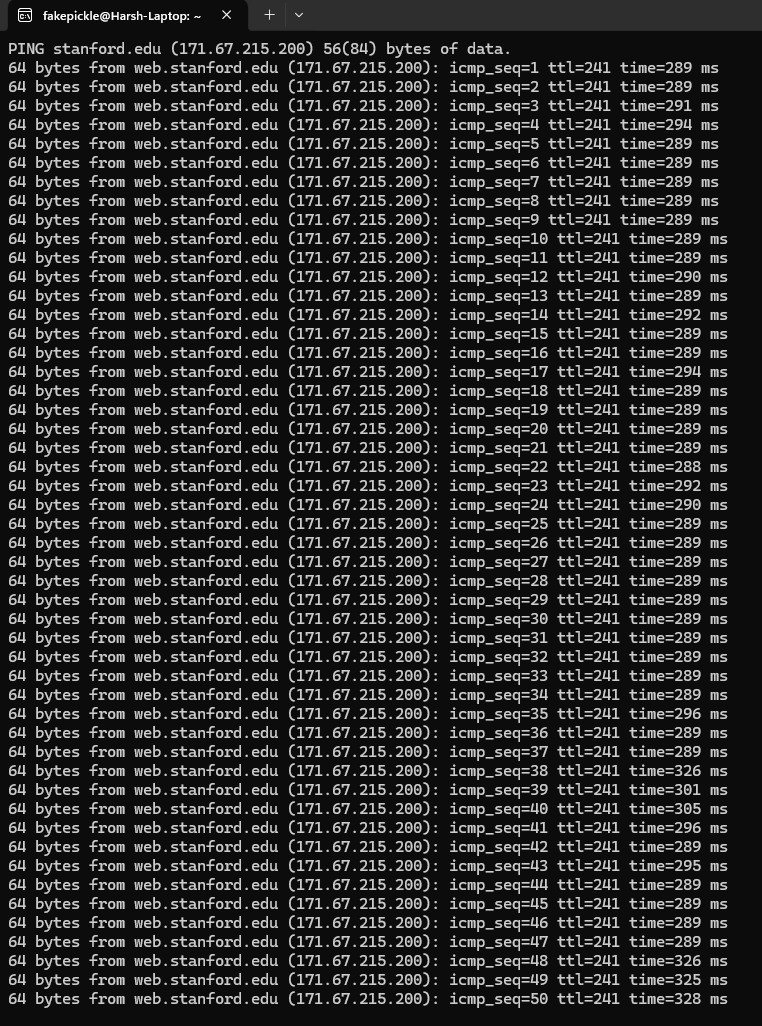 fakepickle@Harsh-Laptop: ~
PING stanford.edu (171.67.215.200) 56(84) bytes of data.
64 bytes from web.stanford.edu (171.67.215.200): icmp_seq=1 ttl=241 time=289 ms
64 bytes from web.stanford.edu (171.67.215.200): icmp_seq=2 ttl=241 time=289 ms
64 bytes from web.stanford.edu (171.67.215.200): icmp_seq=3 ttl=241 time=291 ms
64 bytes from web.stanford.edu (171.67.215.200): icmp_seq=4 ttl=241 time=294 ms
64 bytes from web.stanford.edu (171.67.215.200): icmp_seq=5 ttl=241 time=289 ms
64 bytes from web.stanford.edu (171.67.215.200): icmp_seq=6 ttl=241 time=289 ms
64 bytes from web.stanford.edu (171.67.215.200): icmp_seq=7 ttl=241 time=289 ms
64 bytes from web.stanford.edu (171.67.215.200): icmp_seq=8 ttl=241 time=289 ms
64 bytes from web.stanford.edu (171.67.215.200): icmp_seq=9 ttl=241 time=289 ms
64 bytes from web.stanford.edu (171.67.215.200): icmp_seq=10 ttl=241 time=289 ms
64 bytes from web.stanford.edu (171.67.215.200): icmp_seq=11 ttl=241 time=289 ms
64 bytes from web.stanford.edu (171.67.215.200): icmp_seq=12 ttl=241 time=290 ms
64 bytes from web.stanford.edu (171.67.215.200): icmp_seq=13 ttl=241 time=289 ms
64 bytes from web.stanford.edu (171.67.215.200): icmp_seq=14 ttl=241 time=292 ms
64 bytes from web.stanford.edu (171.67.215.200): icmp_seq=15 ttl=241 time=289 ms
64 bytes from web.stanford.edu (171.67.215.200): icmp_seq=16 ttl=241 time=289 ms
64 bytes from web.stanford.edu (171.67.215.200): icmp_seq=17 ttl=241 time=294 ms
64 bytes from web.stanford.edu (171.67.215.200): icmp_seq=18 ttl=241 time=289 ms
64 bytes from web.stanford.edu (171.67.215.200): icmp_seq=19 ttl=241 time=289 ms
64 bytes from web.stanford.edu (171.67.215.200): icmp_seq=20 ttl=241 time=289 ms
64 bytes from web.stanford.edu (171.67.215.200): icmp_seq=21 ttl=241 time=289 ms
64 bytes from web.stanford.edu (171.67.215.200): icmp_seq=22 ttl=241 time=288 ms
64 bytes from web.stanford.edu (171.67.215.200): icmp_seq=23 ttl=241 time=292 ms
64 bytes from web.stanford.edu (171.67.215.200): icmp_seq=24 ttl=241 time=290 ms
64 bytes from web.stanford.edu (171.67.215.200): icmp_seq=25 ttl=241 time=289 ms
64 bytes from web.stanford.edu (171.67.215.200): icmp_seq=26 ttl=241 time=289 ms
64 bytes from web.stanford.edu (171.67.215.200): icmp_seq=27 ttl=241 time=289 ms
64 bytes from web.stanford.edu (171.67.215.200): icmp_seq=28 ttl=241 time=289 ms
64 bytes from web.stanford.edu (171.67.215.200): icmp_seq=29 ttl=241 time=289 ms
64 bytes from web.stanford.edu (171.67.215.200): icmp_seq=30 ttl=241 time=289 ms
64 bytes from web.stanford.edu (171.67.215.200): icmp_seq=31 ttl=241 time=289 ms
64 bytes from web.stanford.edu (171.67.215.200): icmp_seq=32 ttl=241 time=289 ms
64 bytes from web.stanford.edu (171.67.215.200): icmp_seq=33 ttl=241 time=289 ms
64 bytes from web.stanford.edu (171.67.215.200): icmp_seq=34 ttl=241 time=289 ms
64 bytes from web.stanford.edu (171.67.215.200): icmp_seq=35 ttl=241 time=296 ms
64 bytes from web.stanford.edu (171.67.215.200): icmp_seq=36 ttl=241 time=289 ms
64 bytes from web.stanford.edu (171.67.215.200): icmp_seq=37 ttl=241 time=289 ms
64 bytes from web.stanford.edu (171.67.215.200): icmp_seq=38 ttl=241 time=326 ms
64 bytes from web.stanford.edu (171.67.215.200): icmp_seq=39 ttl=241 time=301 ms
64 bytes from web.stanford.edu (171.67.215.200): icmp_seq=40 ttl=241 time=305 ms
64 bytes from web.stanford.edu (171.67.215.200): icmp_seq=41 ttl=241 time=296 ms
64 bytes from web.stanford.edu (171.67.215.200): icmp_seq=42 ttl=241 time=289 ms
64 bytes from web.stanford.edu (171.67.215.200): icmp_seq=43 ttl=241 time=295 ms
64 bytes from web.stanford.edu (171.67.215.200): icmp_seq=44 ttl=241 time=289 ms
64 bytes from web.stanford.edu (171.67.215.200): icmp_seq=45 ttl=241 time=289 ms
64 bytes from web.stanford.edu (171.67.215.200): icmp_seq=46 ttl=241 time=289 ms
64 bytes from web.stanford.edu (171.67.215.200): icmp_seq=47 ttl=241 time=289 ms
64 bytes from web.stanford.edu (171.67.215.200): icmp_seq=48 ttl=241 time=326 ms
64 bytes from web.stanford.edu (171.67.215.200): icmp_seq=49 ttl=241 time=325 ms
64 bytes from web.stanford.edu (171.67.215.200): icmp_seq=50 ttl=241 time=328 ms